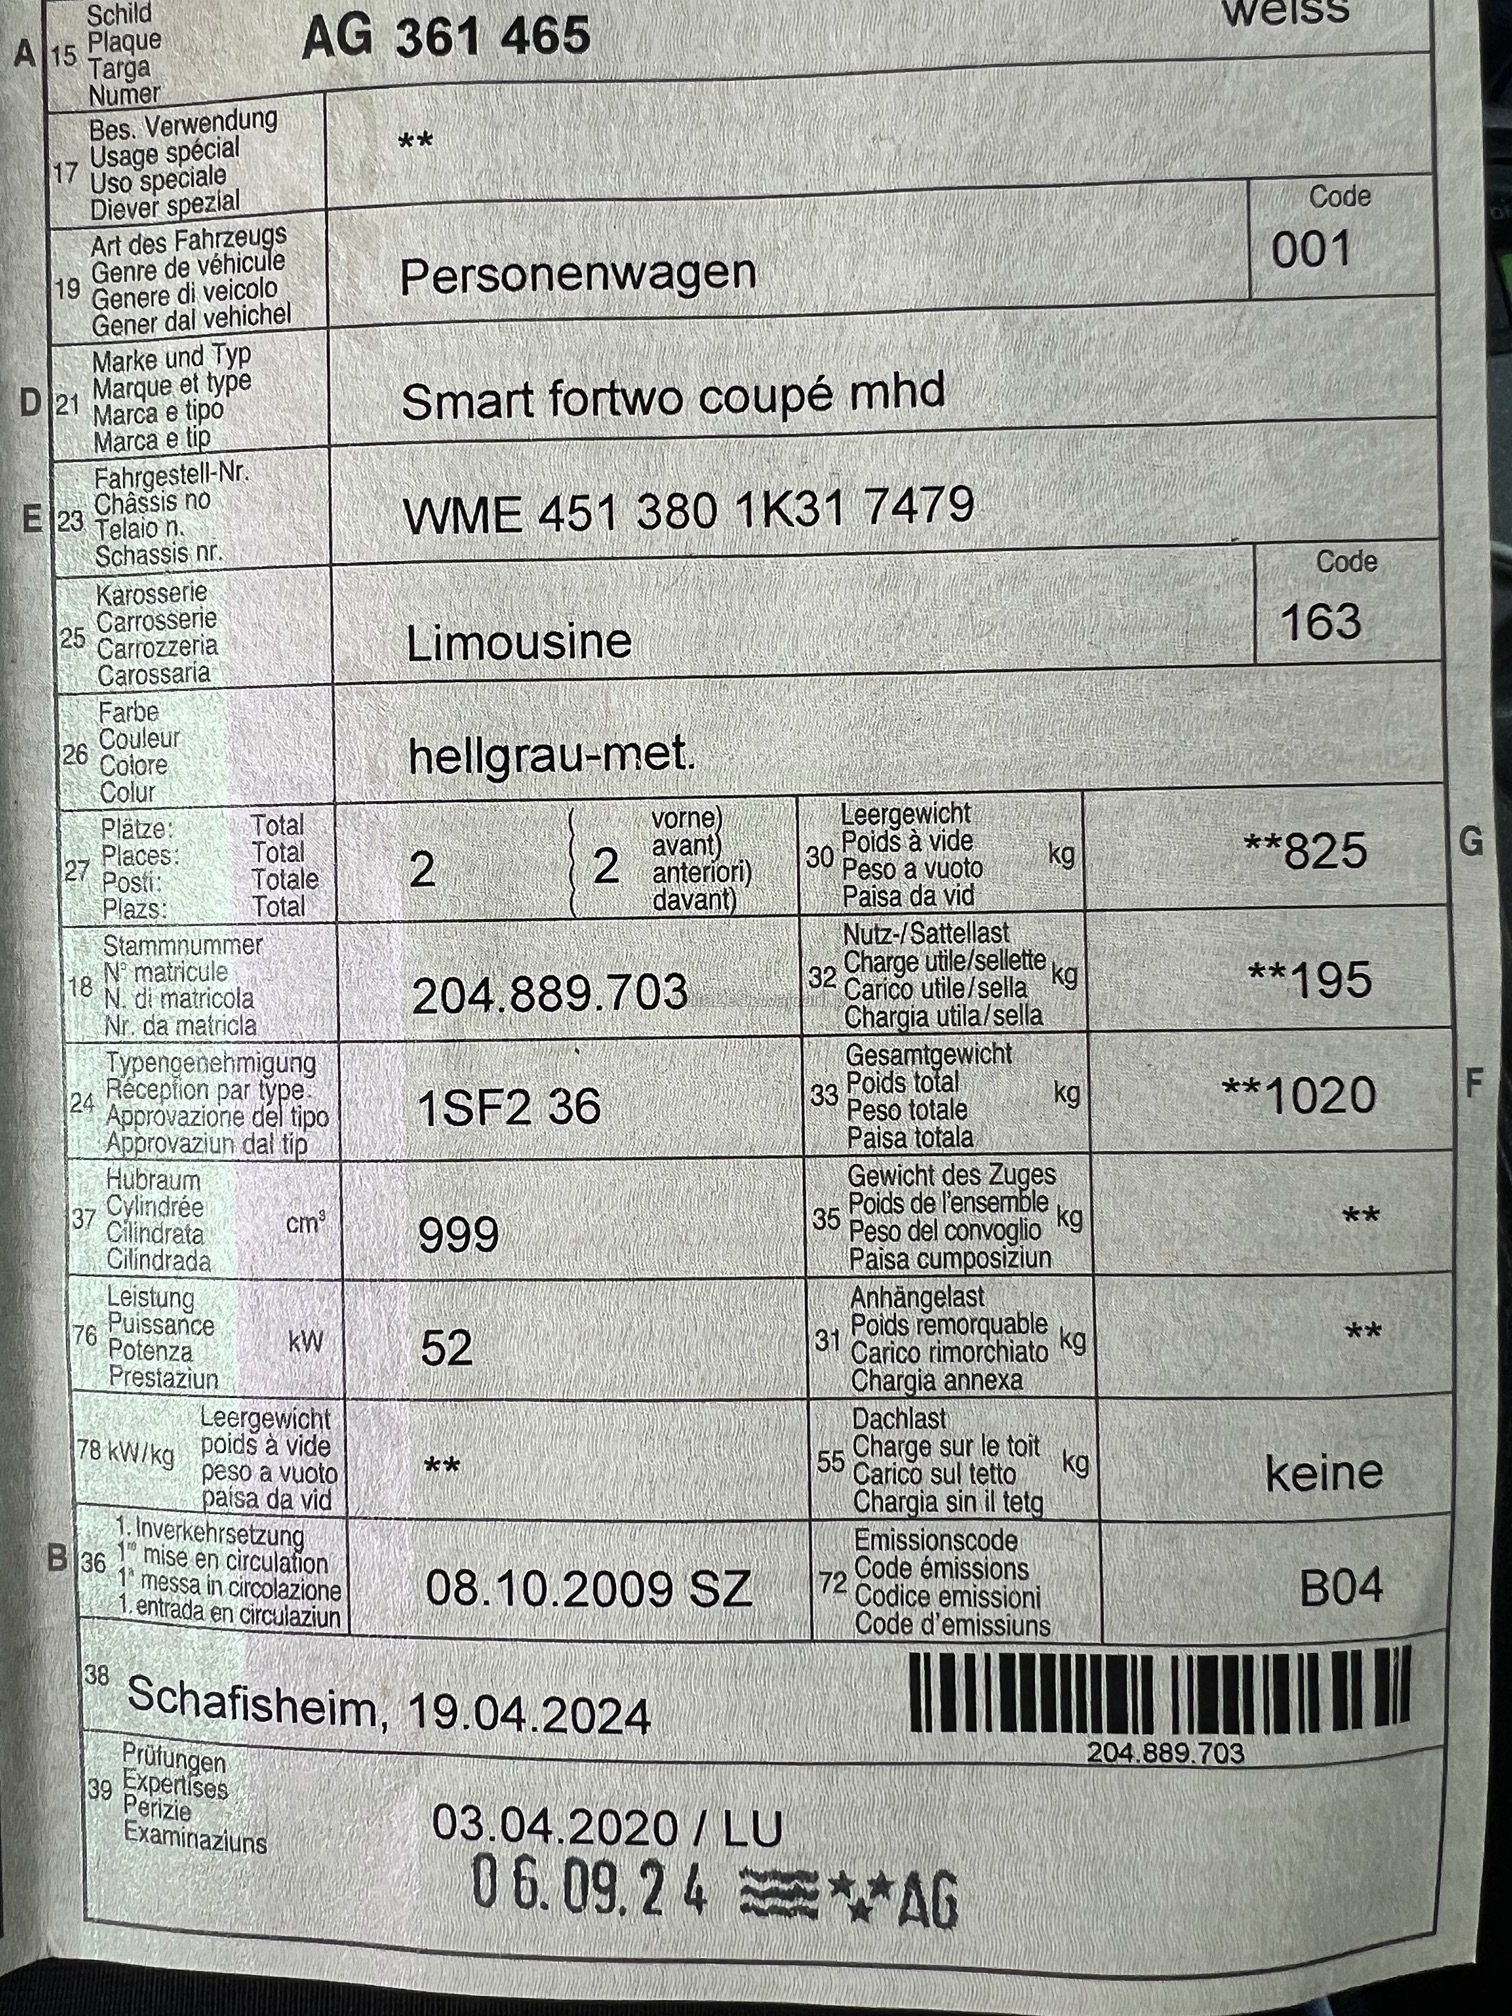 A 15 Schild
Plaque
Targa
Numer
AG 361 465
weiss
17 Bes. Verwendung
Usage spécial
Uso speciale
Diever spezial
**
19 Art des Fahrzeugs
Genre de véhicule
Genere di veicolo
Gener dal vehichel
Personenwagen
Code
001
D 21 Marke und Typ
Marque et type
Marca e tipo
Marca e tip
Smart fortwo coupé mhd
E 23 Fahrgestell-Nr.
Châssis no
Telaio n.
Schassis nr.
WME 451 380 1K31 7479
25 Karosserie
Carrosserie
Carrozzeria
Carossaria
Limousine
Code
163
26 Farbe
Couleur
Colore
Colur
hellgrau-met.
27 Plätze: Total
Places: Total
Posti: Totale
Plazs: Total
2
( 2 vorne)
avant)
anteriori)
davant)
30 Leergewicht
Poids à vide
Peso a vuoto
Paisa da vid
kg
**825
G
18 Stammnummer
N° matricule
N. di matricola
Nr. da matricla
204.889.703
32 Nutz-/Sattellast
Charge utile/sellette
Carico utile/sella
Chargia utila/sella
kg
**195
24 Typengenehmigung
Réception par type
Approvazione del tipo
Approvaziun dal tip
1SF2 36
33 Gesamtgewicht
Poids total
Peso totale
Paisa totala
kg
**1020
F
37 Hubraum
Cylindrée
Cilindrata
Cilindrada
cm³
999
35 Gewicht des Zuges
Poids de l'ensemble
Peso del convoglio
Paisa cumposiziun
kg
**
76 Leistung
Puissance
Potenza
Prestaziun
kW
52
31 Anhängelast
Poids remorquable
Carico rimorchiato
Chargia annexa
kg
**
78 kW/kg Leergewicht
poids à vide
peso a vuoto
paisa da vid
**
55 Dachlast
Charge sur le toit
Carico sul tetto
Chargia sin il tetg
kg
keine
B 36 1. Inverkehrsetzung
1re mise en circulation
1a messa in circolazione
1. entrada en circulaziun
08.10.2009 SZ
72 Emissionscode
Code émissions
Codice emissioni
Code d'emissiuns
B04
38 Schafisheim, 19.04.2024
204.889.703
39 Prüfungen
Expertises
Perizie
Examinaziuns
03.04.2020 / LU
06.09.24 AG